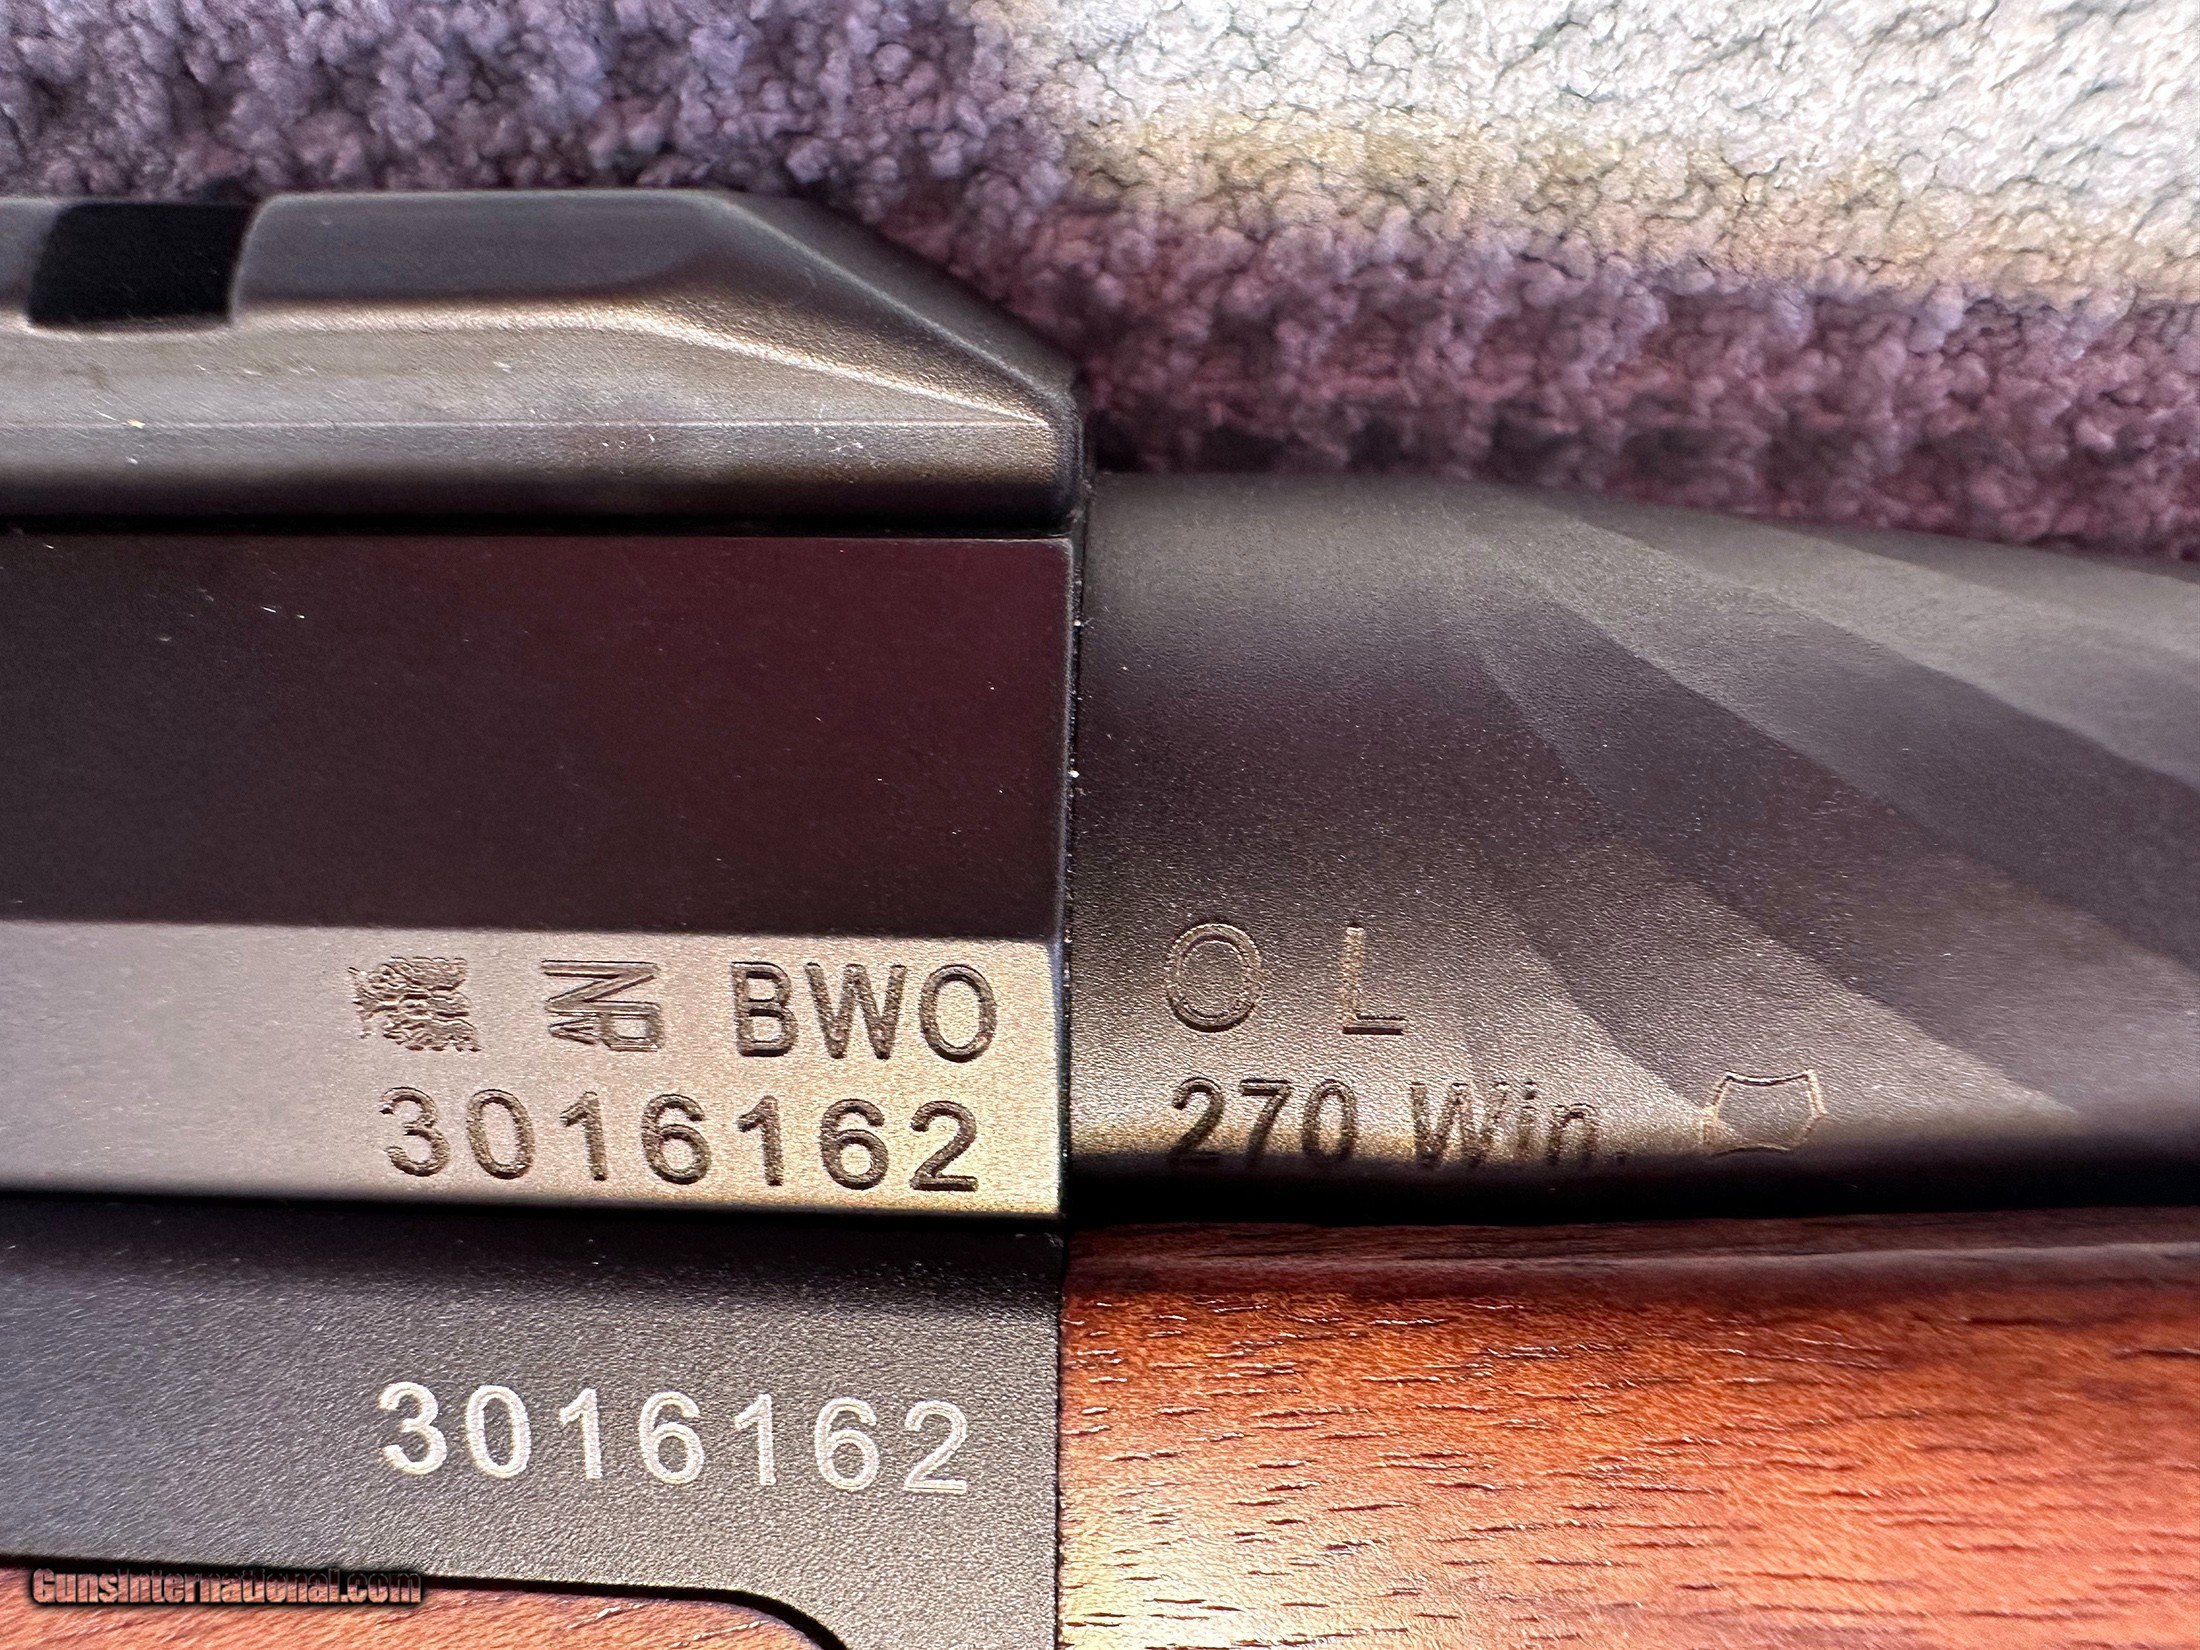 BWO
O L
3016162
270 Win.
3016162
GunsInternational.com